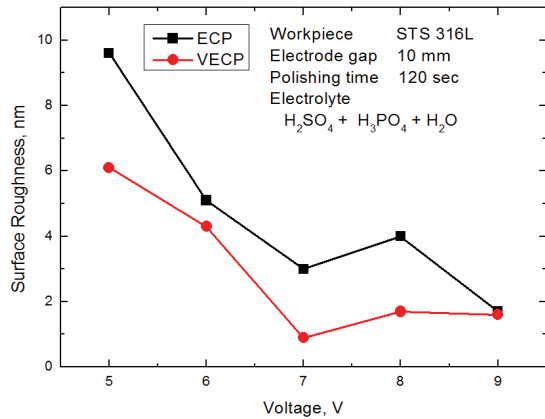 ECP
VECP
Workpiece STS 316L
Electrode gap 10 mm
Polishing time 120 sec
Electrolyte
H₂SO₄ + H₃PO₄ + H₂O
Surface Roughness, nm
10
8
6
4
2
0
5 6 7 8 9
Voltage, V